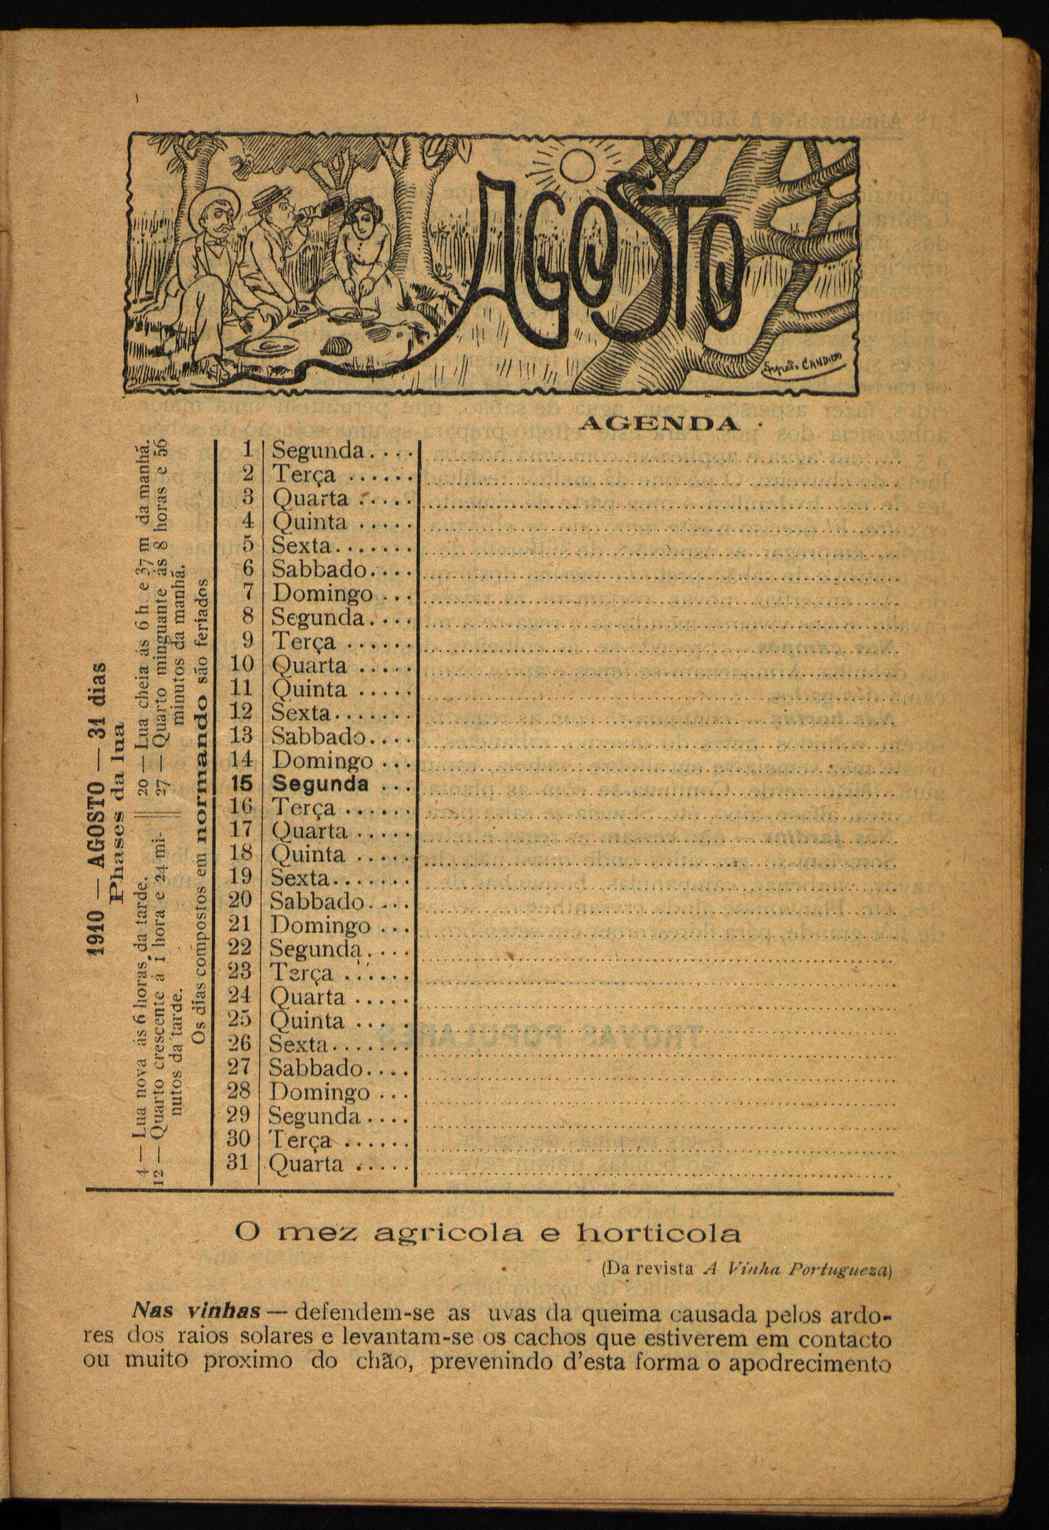 AGOSTO
CANDIDO
AGENDA
1910 — AGOSTO — 31 dias
Phases da lua
4 — Lua nova ás 6 horas da tarde.
12 — Quarto crescente á 1 hora e 24 mi-
nutos da tarde.
20 — Lua cheia ás 6 h. e 37 m da manhá.
27 — Quarto minguante ás 8 horas e 56
minutos da manhá.
Os dias compostos em normando são feriados
1 Segunda....
2 Terça ......
3 Quarta .....
4 Quinta .....
5 Sexta.......
6 Sabbado....
7 Domingo ...
8 Segunda....
9 Terça ......
10 Quarta .....
11 Quinta .....
12 Sexta.......
13 Sabbado....
14 Domingo ...
15 Segunda ...
16 Terça ......
17 Quarta .....
18 Quinta .....
19 Sexta.......
20 Sabbado....
21 Domingo ...
22 Segunda....
23 Terça ......
24 Quarta .....
25 Quinta .....
26 Sexta.......
27 Sabbado....
28 Domingo ...
29 Segunda....
30 Terça ......
31 Quarta .....
O mez agricola e horticola
(Da revista A Vinha Portugueza)
Nas vinhas — defendem-se as uvas da queima causada pelos ardo-
res dos raios solares e levantam-se os cachos que estiverem em contacto
ou muito proximo do chão, prevenindo d'esta forma o apodrecimento